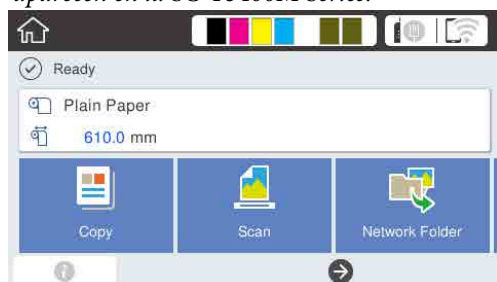 Ready
Plain Paper
610.0 mm
Copy
Scan
Network Folder